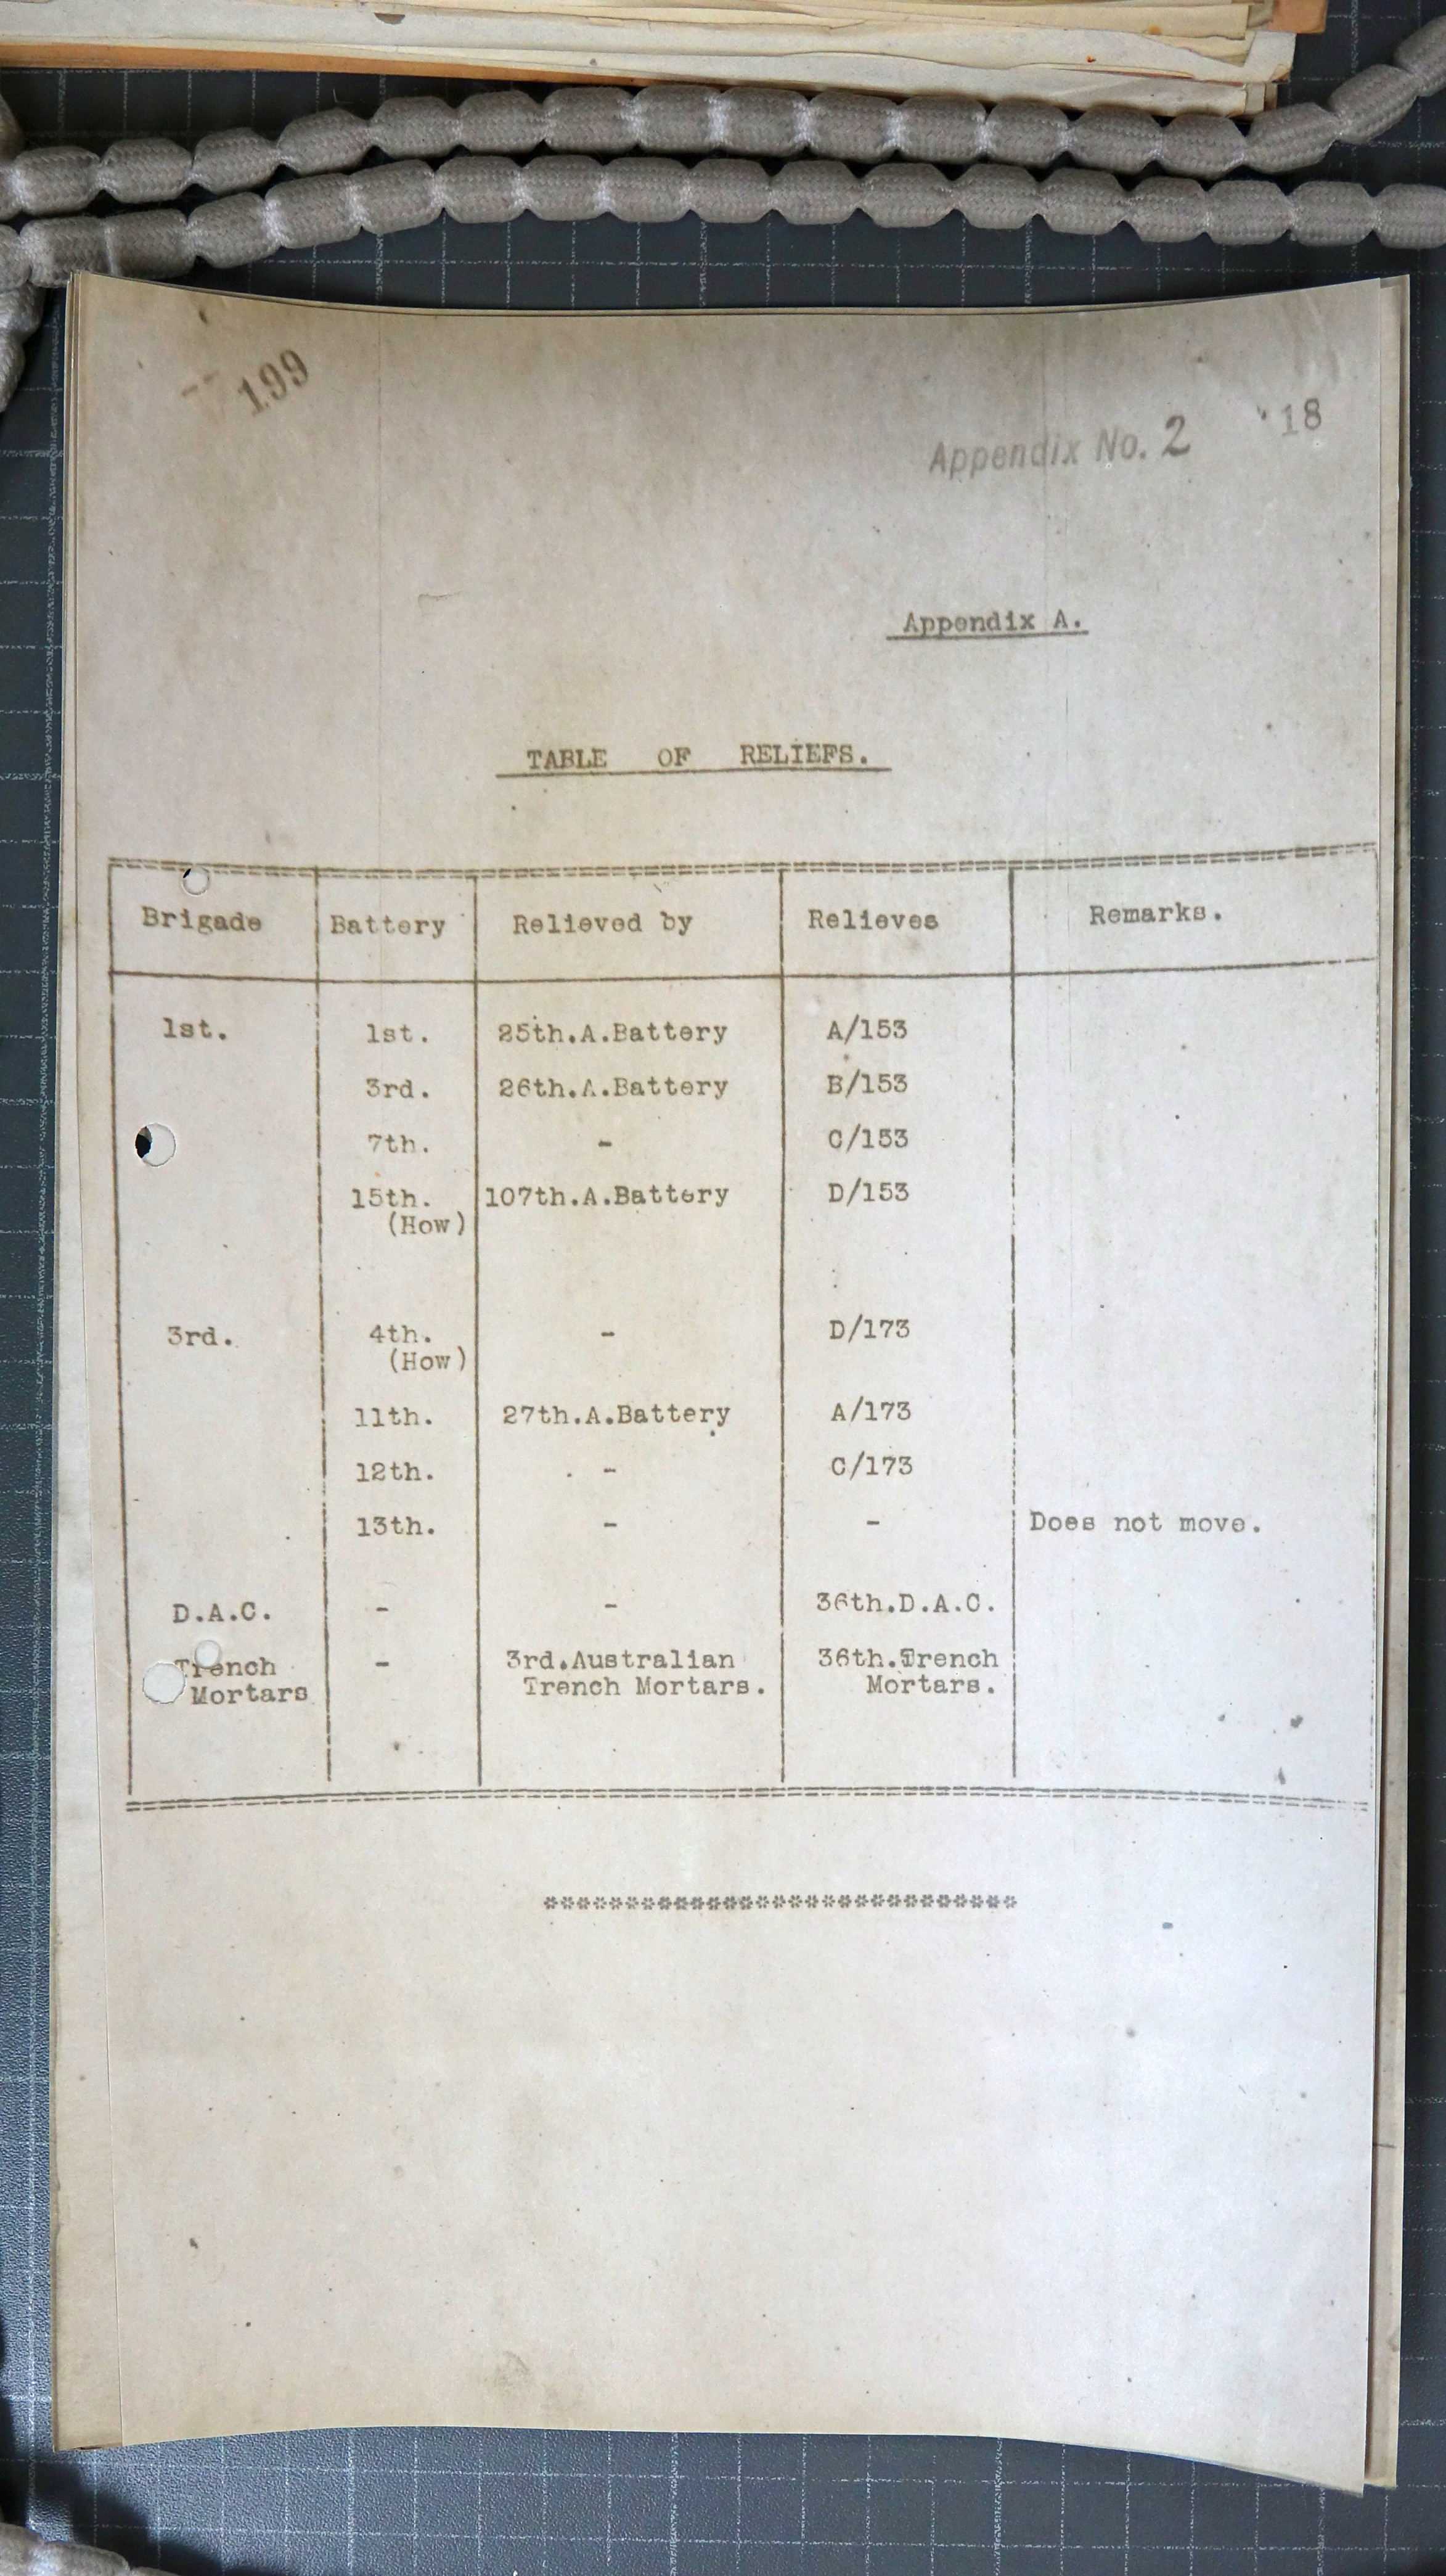 199
Appendix No. 2 18
Appendix A.
TABLE OF RELIEFS.
Brigade Battery Relieved by Relieves Remarks.
1st. 1st. 25th.A.Battery A/153
3rd. 26th.A.Battery B/153
7th. - C/153
15th. 107th.A.Battery D/153
(How)
3rd. 4th. - D/173
(How)
11th. 27th.A.Battery A/173
12th. - C/173
13th. - - Does not move.
D.A.C. - - 36th.D.A.C.
Trench - 3rd.Australian 36th.Trench
Mortars Trench Mortars. Mortars.
*****************************